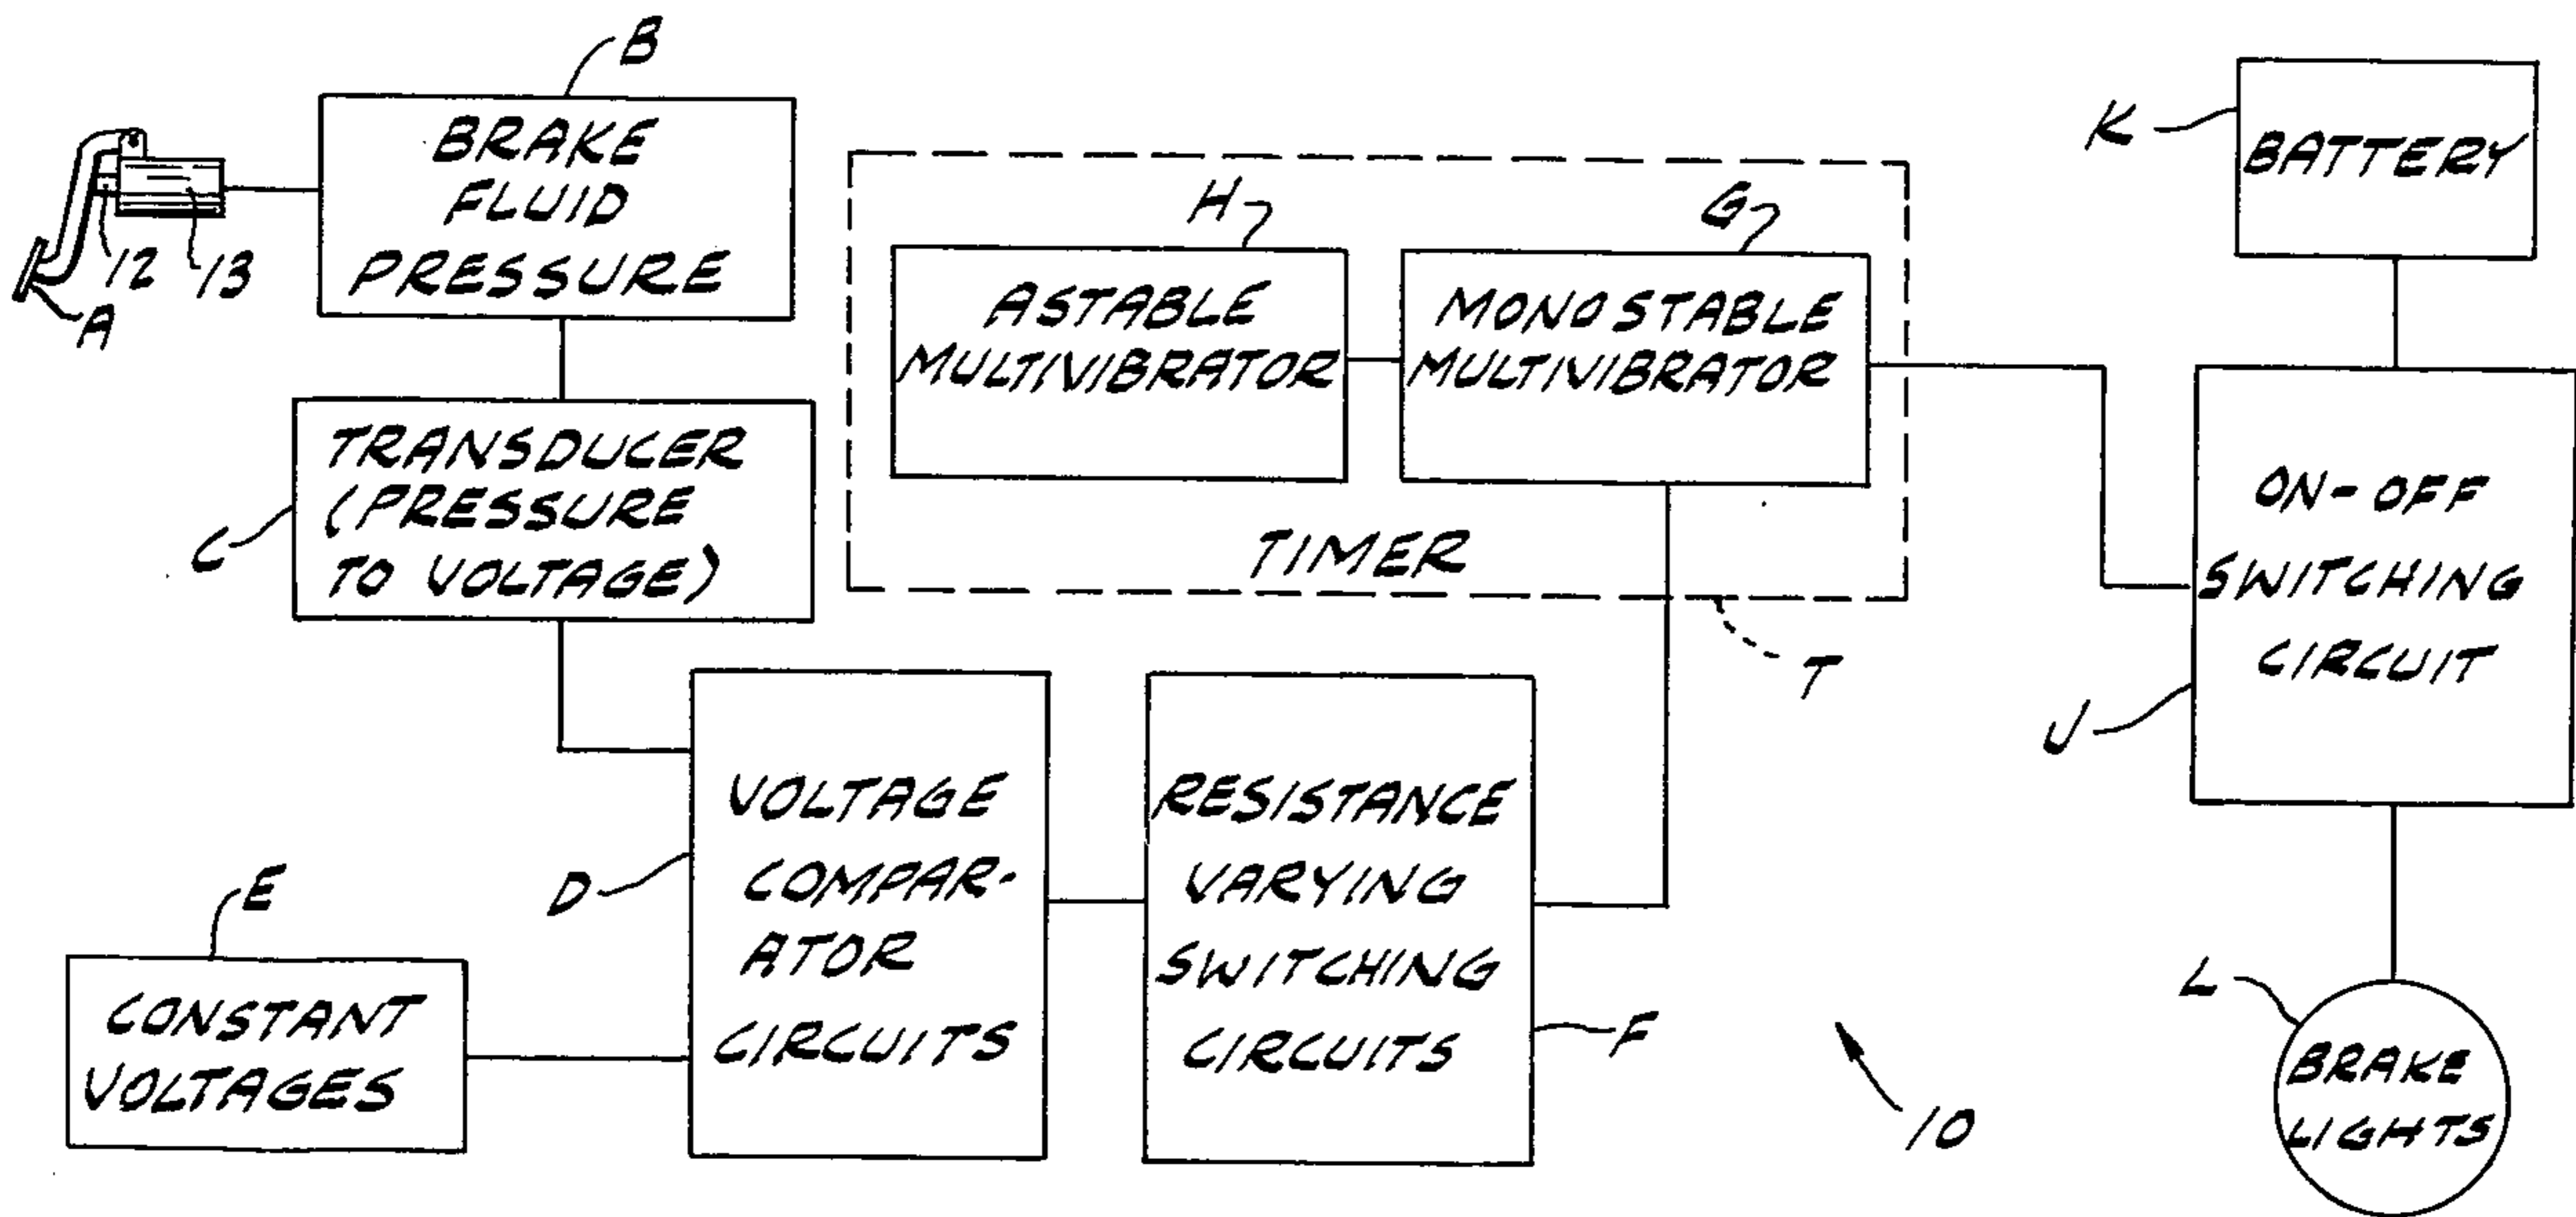 B
BRAKE
FLUID
PRESSURE
12
13
A
TRANSDUCER
(PRESSURE
TO VOLTAGE)
C
H
G
ASTABLE
MULTIVIBRATOR
MONOSTABLE
MULTIVIBRATOR
TIMER
T
K
BATTERY
ON-OFF
SWITCHING
CIRCUIT
J
VOLTAGE
COMPAR-
ATOR
CIRCUITS
D
E
CONSTANT
VOLTAGES
RESISTANCE
VARYING
SWITCHING
CIRCUITS
F
10
L
BRAKE
LIGHTS